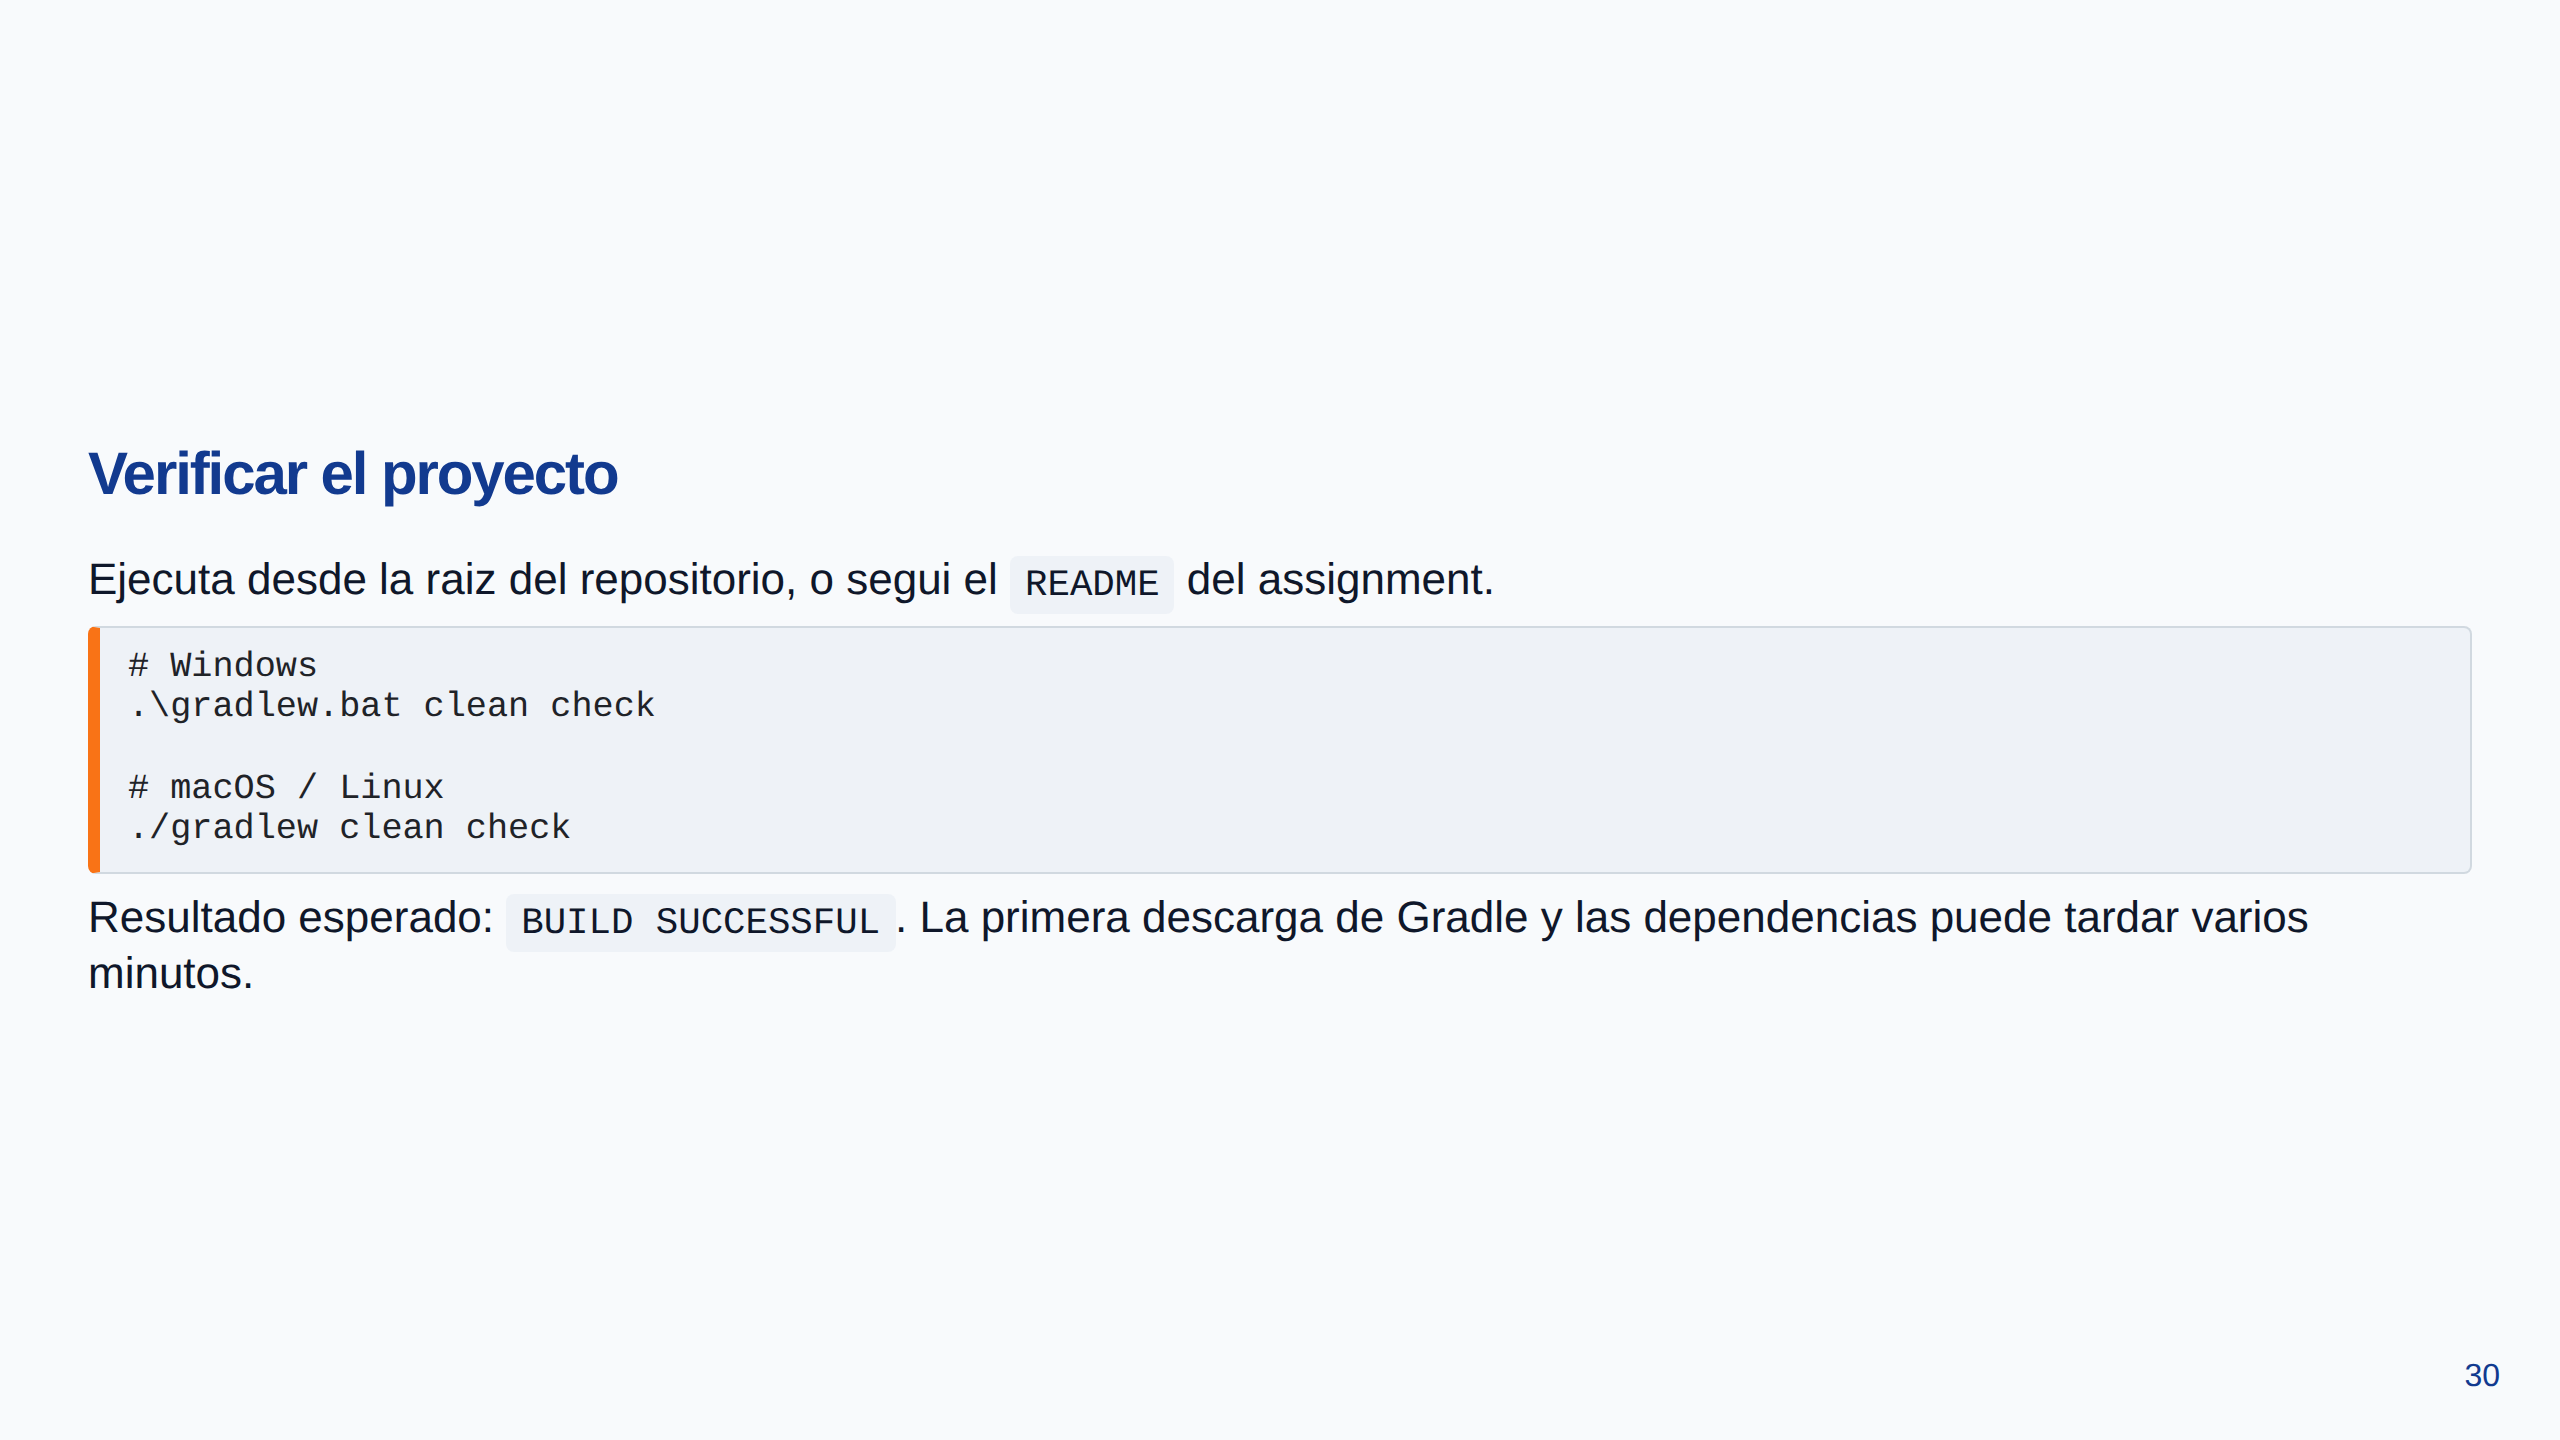 Verificar el proyecto
Ejecuta desde la raiz del repositorio, o segui el README del assignment.
# Windows
.\gradlew.bat clean check
# macOS / Linux
./gradlew clean check
Resultado esperado: BUILD SUCCESSFUL. La primera descarga de Gradle y las dependencias puede tardar varios
minutos.
30